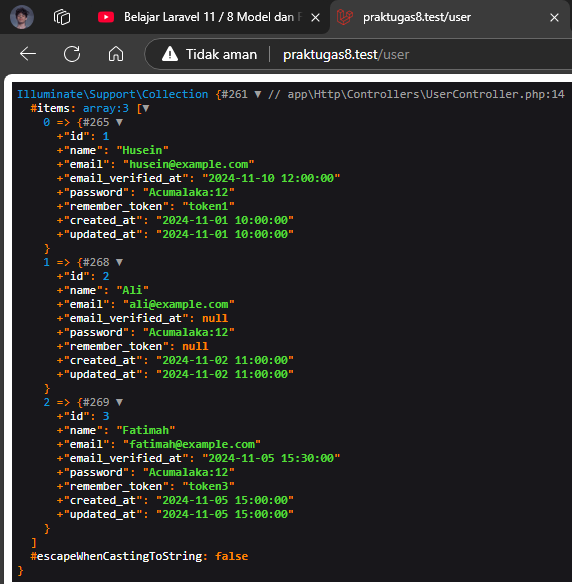 Belajar Laravel 11 / 8 Model dan
praktugas8.test/user
Tidak aman
praktugas8.test/user
Illuminate\Support\Collection {#261 ▼ // app\Http\Controllers\UserController.php:14
#items: array:3 [▼
0 => {#265 ▼
+"id": 1
+"name": "Husein"
+"email": "husein@example.com"
+"email_verified_at": "2024-11-10 12:00:00"
+"password": "Acumalaka:12"
+"remember_token": "token1"
+"created_at": "2024-11-01 10:00:00"
+"updated_at": "2024-11-01 10:00:00"
}
1 => {#268 ▼
+"id": 2
+"name": "Ali"
+"email": "ali@example.com"
+"email_verified_at": null
+"password": "Acumalaka:12"
+"remember_token": null
+"created_at": "2024-11-02 11:00:00"
+"updated_at": "2024-11-02 11:00:00"
}
2 => {#269 ▼
+"id": 3
+"name": "Fatimah"
+"email": "fatimah@example.com"
+"email_verified_at": "2024-11-05 15:30:00"
+"password": "Acumalaka:12"
+"remember_token": "token3"
+"created_at": "2024-11-05 15:00:00"
+"updated_at": "2024-11-05 15:00:00"
}
]
#escapeWhenCastingToString: false
}